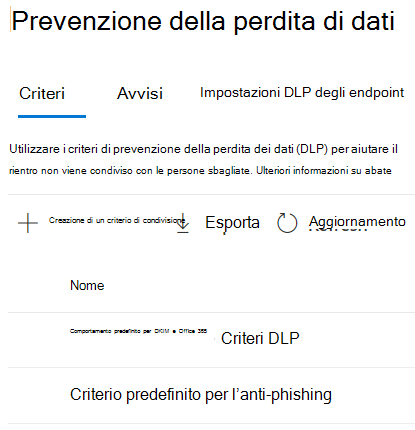 Prevenzione della perdita di dati
Criteri Avvisi Impostazioni DLP degli endpoint
Utilizzare i criteri di prevenzione della perdita dei dati (DLP) per aiutare il
rientro non viene condiviso con le persone sbagliate. Ulteriori informazioni su abate
Creazione di un criterio di condivisione Esporta Aggiornamento
Nome
Comportamento predefinito per DKIM e Office 365 Criteri DLP
Criterio predefinito per l'anti-phishing